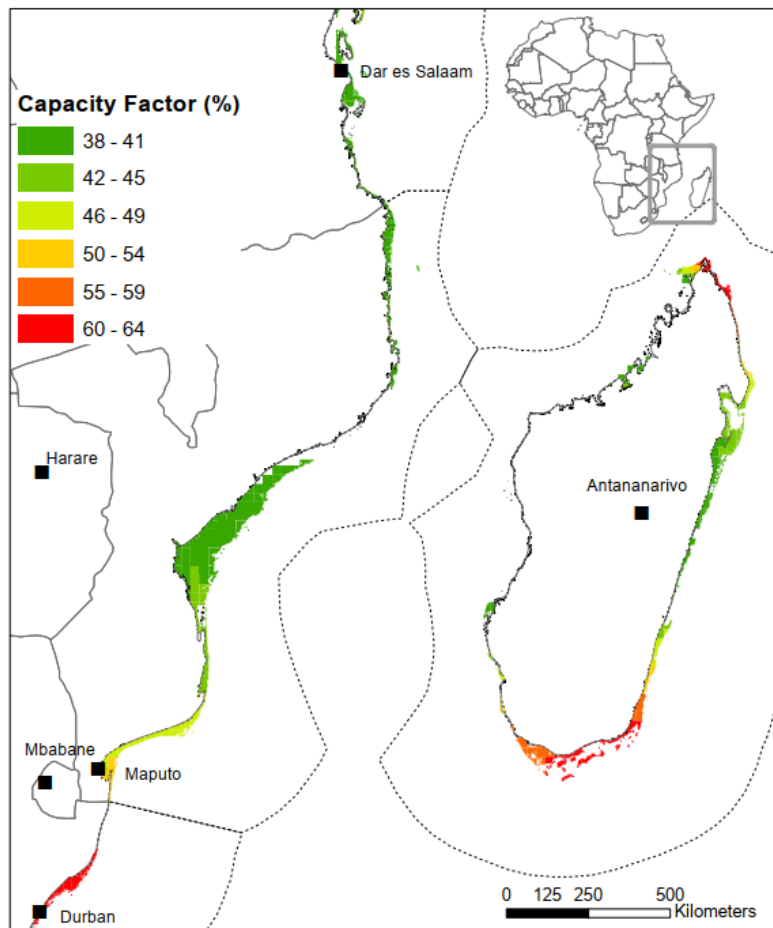 Dar es Salaam
Capacity Factor (%)
38 - 41
42 - 45
46 - 49
50 - 54
55 - 59
60 - 64
Harare
Antananarivo
Mbabane
Maputo
Durban
0 125 250 500
Kilometers